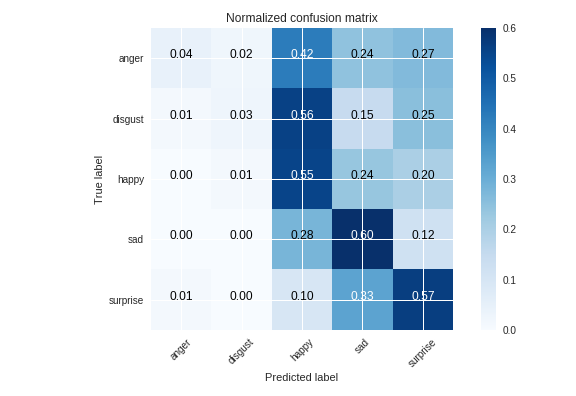 Normalized confusion matrix
True label
anger 0.04 0.02 0.42 0.24 0.27
disgust 0.01 0.03 0.56 0.15 0.25
happy 0.00 0.01 0.55 0.24 0.20
sad 0.00 0.00 0.28 0.60 0.12
surprise 0.01 0.00 0.10 0.33 0.57
anger disgust happy sad surprise
Predicted label
0.6
0.5
0.4
0.3
0.2
0.1
0.0